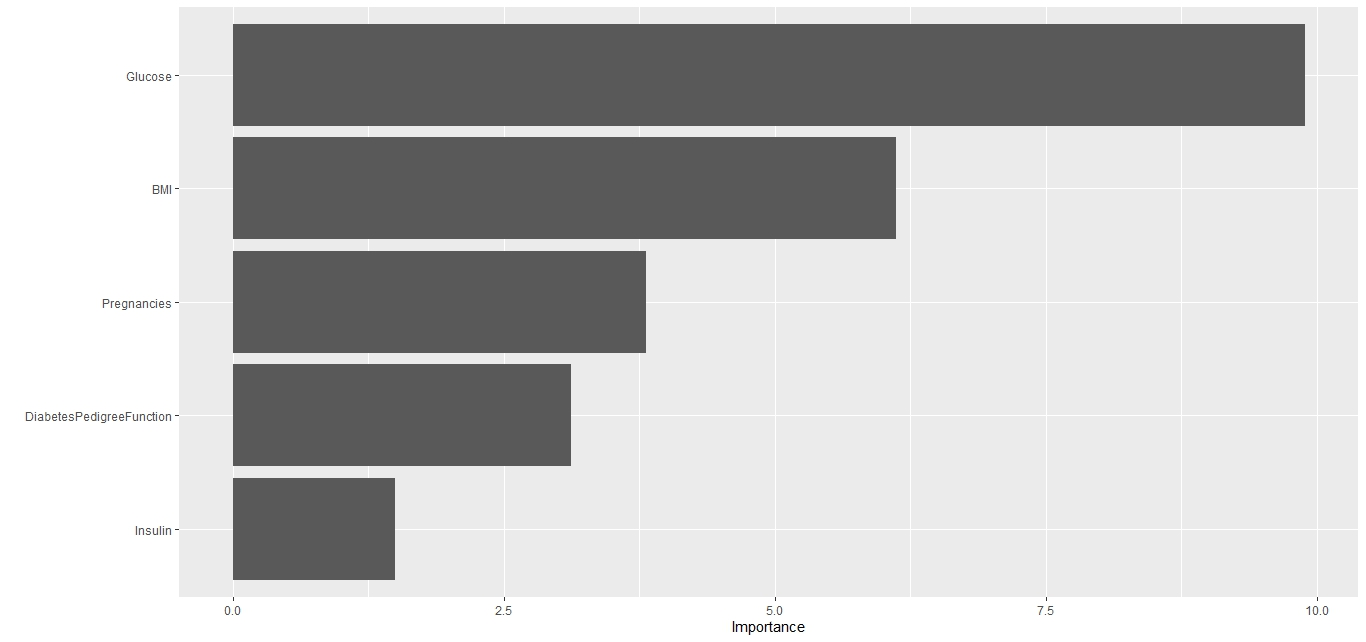 Glucose
BMI
Pregnancies
DiabetesPedigreeFunction
Insulin
0.0 2.5 5.0 7.5 10.0
Importance